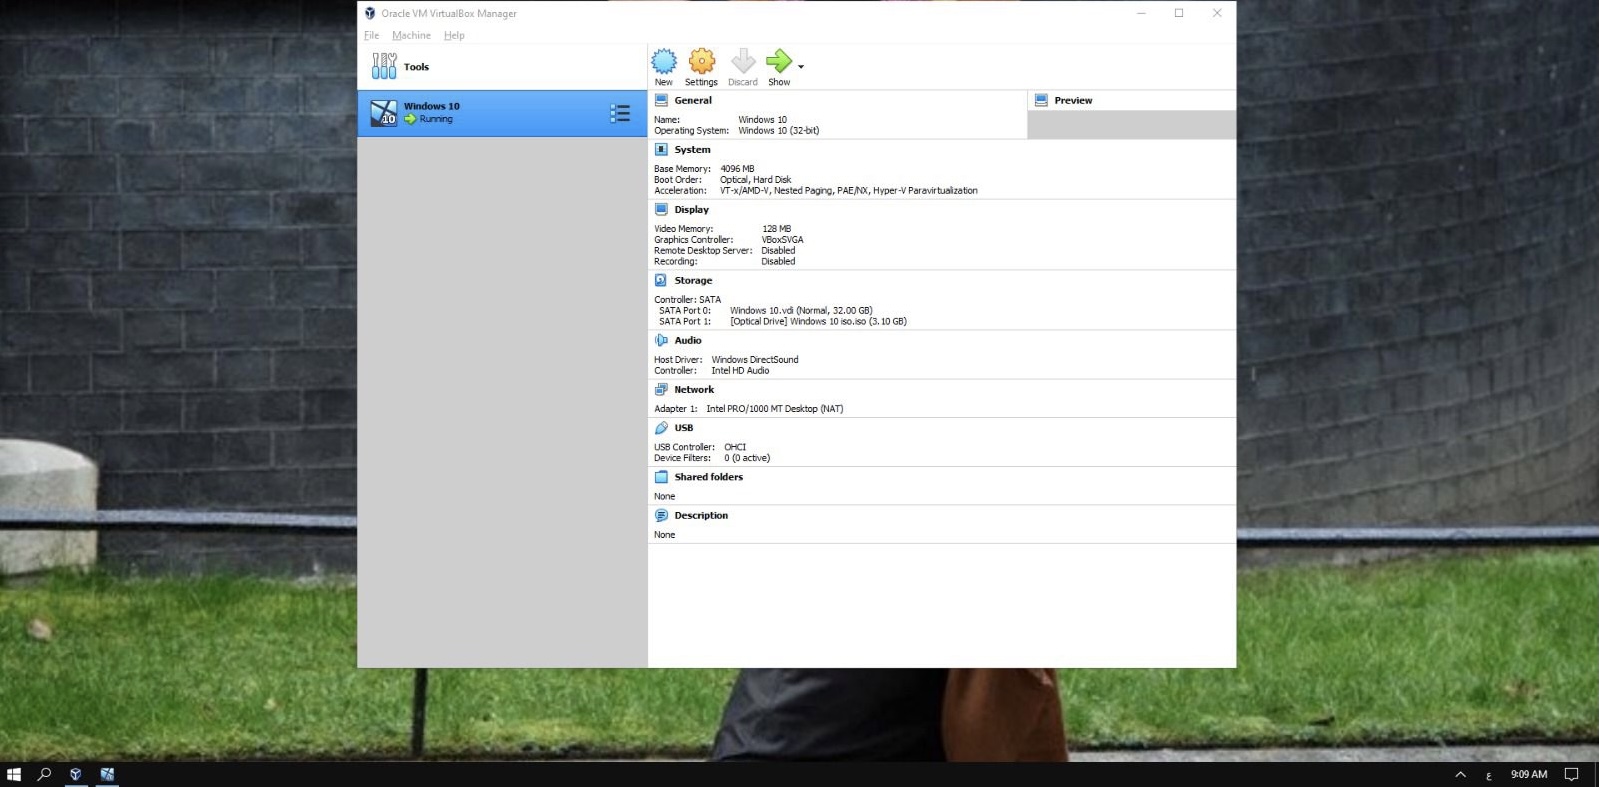 Oracle VM VirtualBox Manager
File Machine Help
Tools
New Settings Discard Show
Windows 10
Running
10
General
Name: Windows 10
Operating System: Windows 10 (32-bit)
Preview
System
Base Memory: 4096 MB
Boot Order: Optical, Hard Disk
Acceleration: VT-x/AMD-V, Nested Paging, PAE/NX, Hyper-V Paravirtualization
Display
Video Memory: 128 MB
Graphics Controller: VBoxSVGA
Remote Desktop Server: Disabled
Recording: Disabled
Storage
Controller: SATA
SATA Port 0: Windows 10.vdi (Normal, 32.00 GB)
SATA Port 1: [Optical Drive] Windows 10 iso.iso (3.10 GB)
Audio
Host Driver: Windows DirectSound
Controller: Intel HD Audio
Network
Adapter 1: Intel PRO/1000 MT Desktop (NAT)
USB
USB Controller: OHCI
Device Filters: 0 (0 active)
Shared folders
None
Description
None
ع 9:09 AM